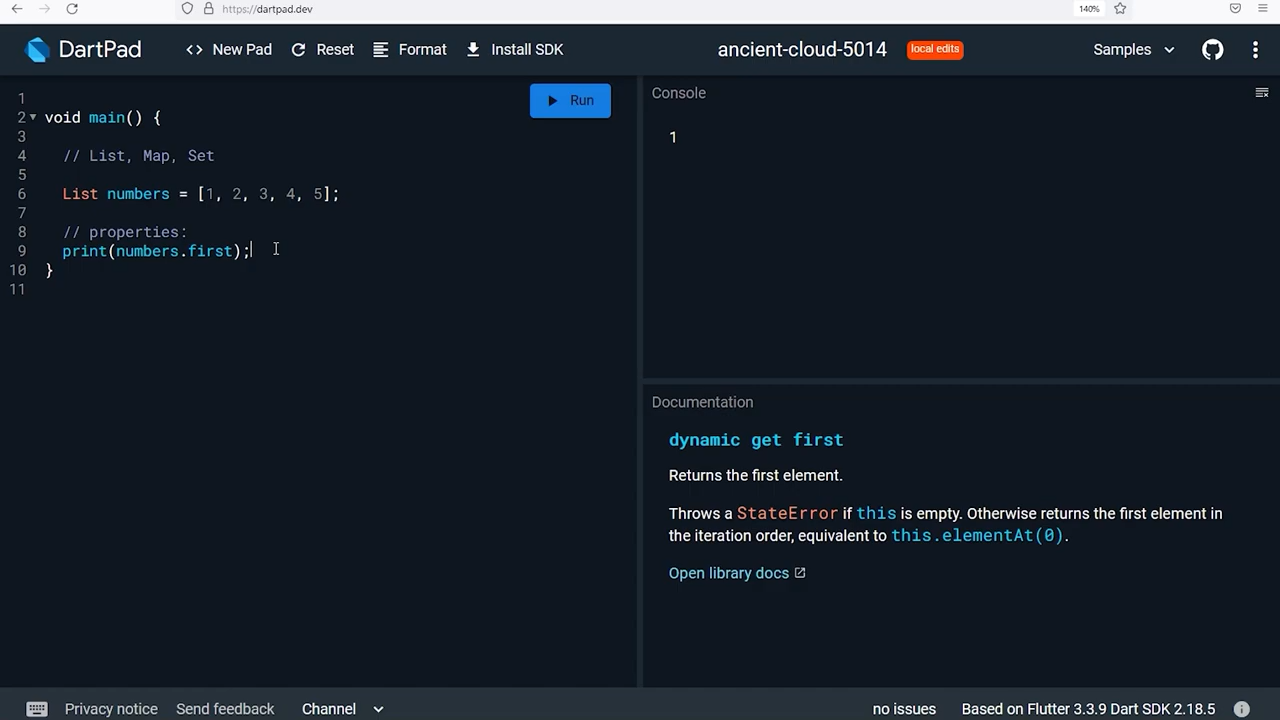 https://dartpad.dev
140%
DartPad
<> New Pad
Reset
Format
Install SDK
ancient-cloud-5014
local edits
Samples
Run
1
2 void main() {
3
4 // List, Map, Set
5
6 List numbers = [1, 2, 3, 4, 5];
7
8 // properties:
9 print(numbers.first);
10 }
11
Console
1
Documentation
dynamic get first
Returns the first element.
Throws a StateError if this is empty. Otherwise returns the first element in
the iteration order, equivalent to this.elementAt(0).
Open library docs
Privacy notice
Send feedback
Channel
no issues
Based on Flutter 3.3.9 Dart SDK 2.18.5